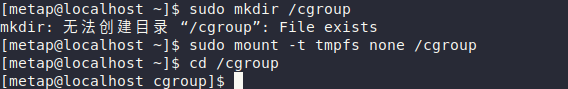 [metap@localhost ~]$ sudo mkdir /cgroup
mkdir: 无法创建目录 “/cgroup”: File exists
[metap@localhost ~]$ sudo mount -t tmpfs none /cgroup
[metap@localhost ~]$ cd /cgroup
[metap@localhost cgroup]$